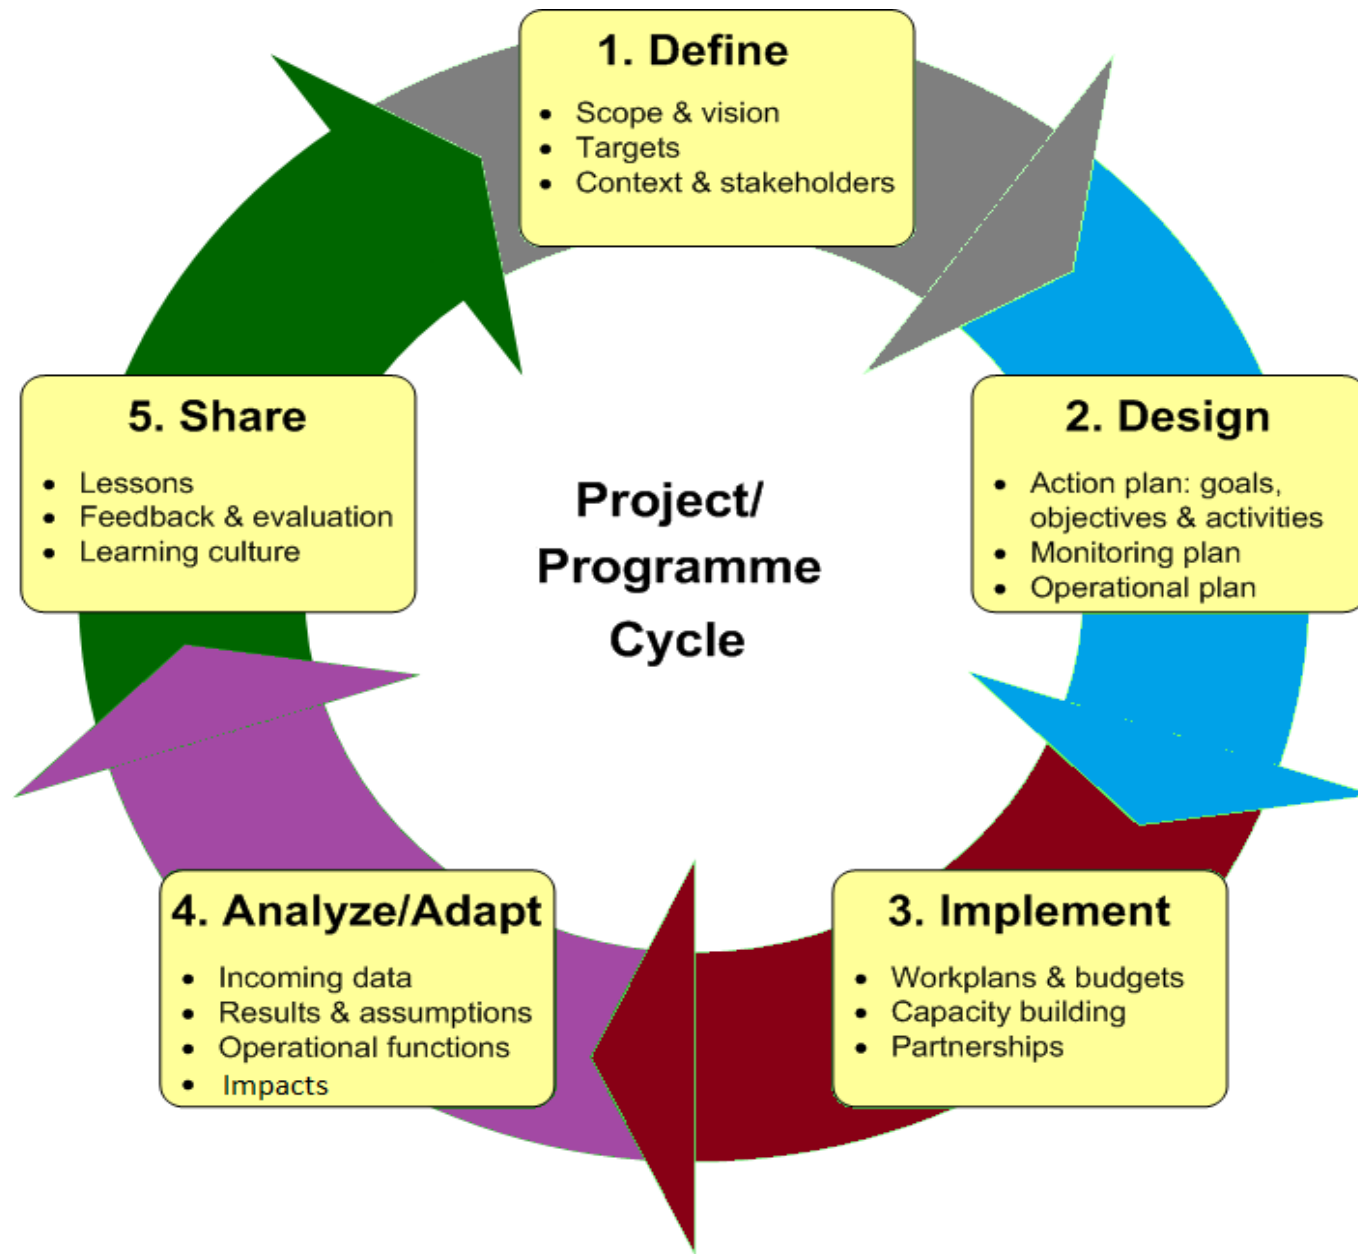 1. Define
• Scope & vision
• Targets
• Context & stakeholders
2. Design
• Action plan: goals,
objectives & activities
• Monitoring plan
• Operational plan
3. Implement
• Workplans & budgets
• Capacity building
• Partnerships
4. Analyze/Adapt
• Incoming data
• Results & assumptions
• Operational functions
• Impacts
5. Share
• Lessons
• Feedback & evaluation
• Learning culture
Project/
Programme
Cycle